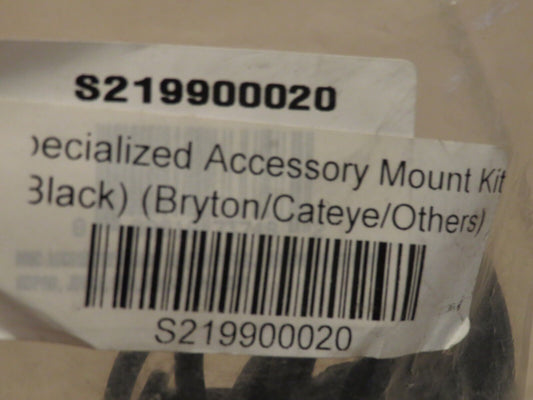 S219900020
pecialized Accessory Mount Kit
Black) (Bryton/Cateye/Others)
S219900020